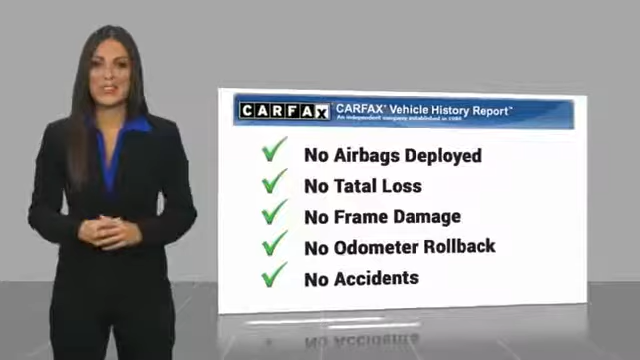 CARFAX CARFAX® Vehicle History Report™
An independent company established in 1986
No Airbags Deployed
No Tatal Loss
No Frame Damage
No Odometer Rollback
No Accidents